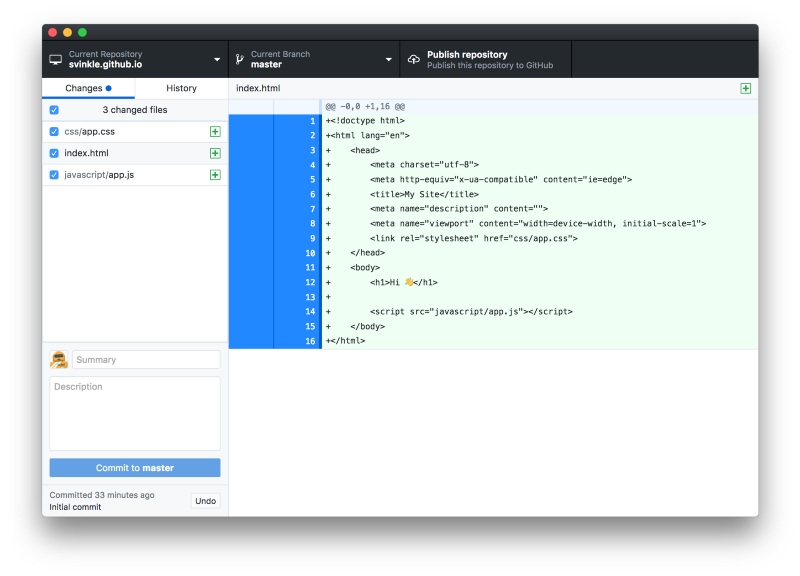 Current Repository
svinkle.github.io
Current Branch
master
Publish repository
Publish this repository to GitHub
Changes
History
index.html
3 changed files
css/app.css
index.html
javascript/app.js
@@ -0,0 +1,16 @@
1 +<!doctype html>
2 +<html lang="en">
3 +    <head>
4 +        <meta charset="utf-8">
5 +        <meta http-equiv="x-ua-compatible" content="ie=edge">
6 +        <title>My Site</title>
7 +        <meta name="description" content="">
8 +        <meta name="viewport" content="width=device-width, initial-scale=1">
9 +        <link rel="stylesheet" href="css/app.css">
10 +    </head>
11 +    <body>
12 +        <h1>Hi 👋</h1>
13 +
14 +        <script src="javascript/app.js"></script>
15 +    </body>
16 +</html>
Summary
Description
Commit to master
Committed 33 minutes ago
Initial commit
Undo